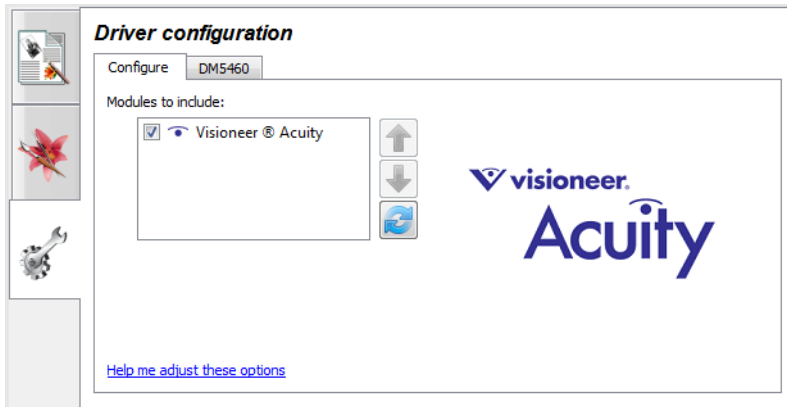 Driver configuration
Configure DM5460
Modules to include:
Visioneer ® Acuity
visioneer.
Acuity
Help me adjust these options